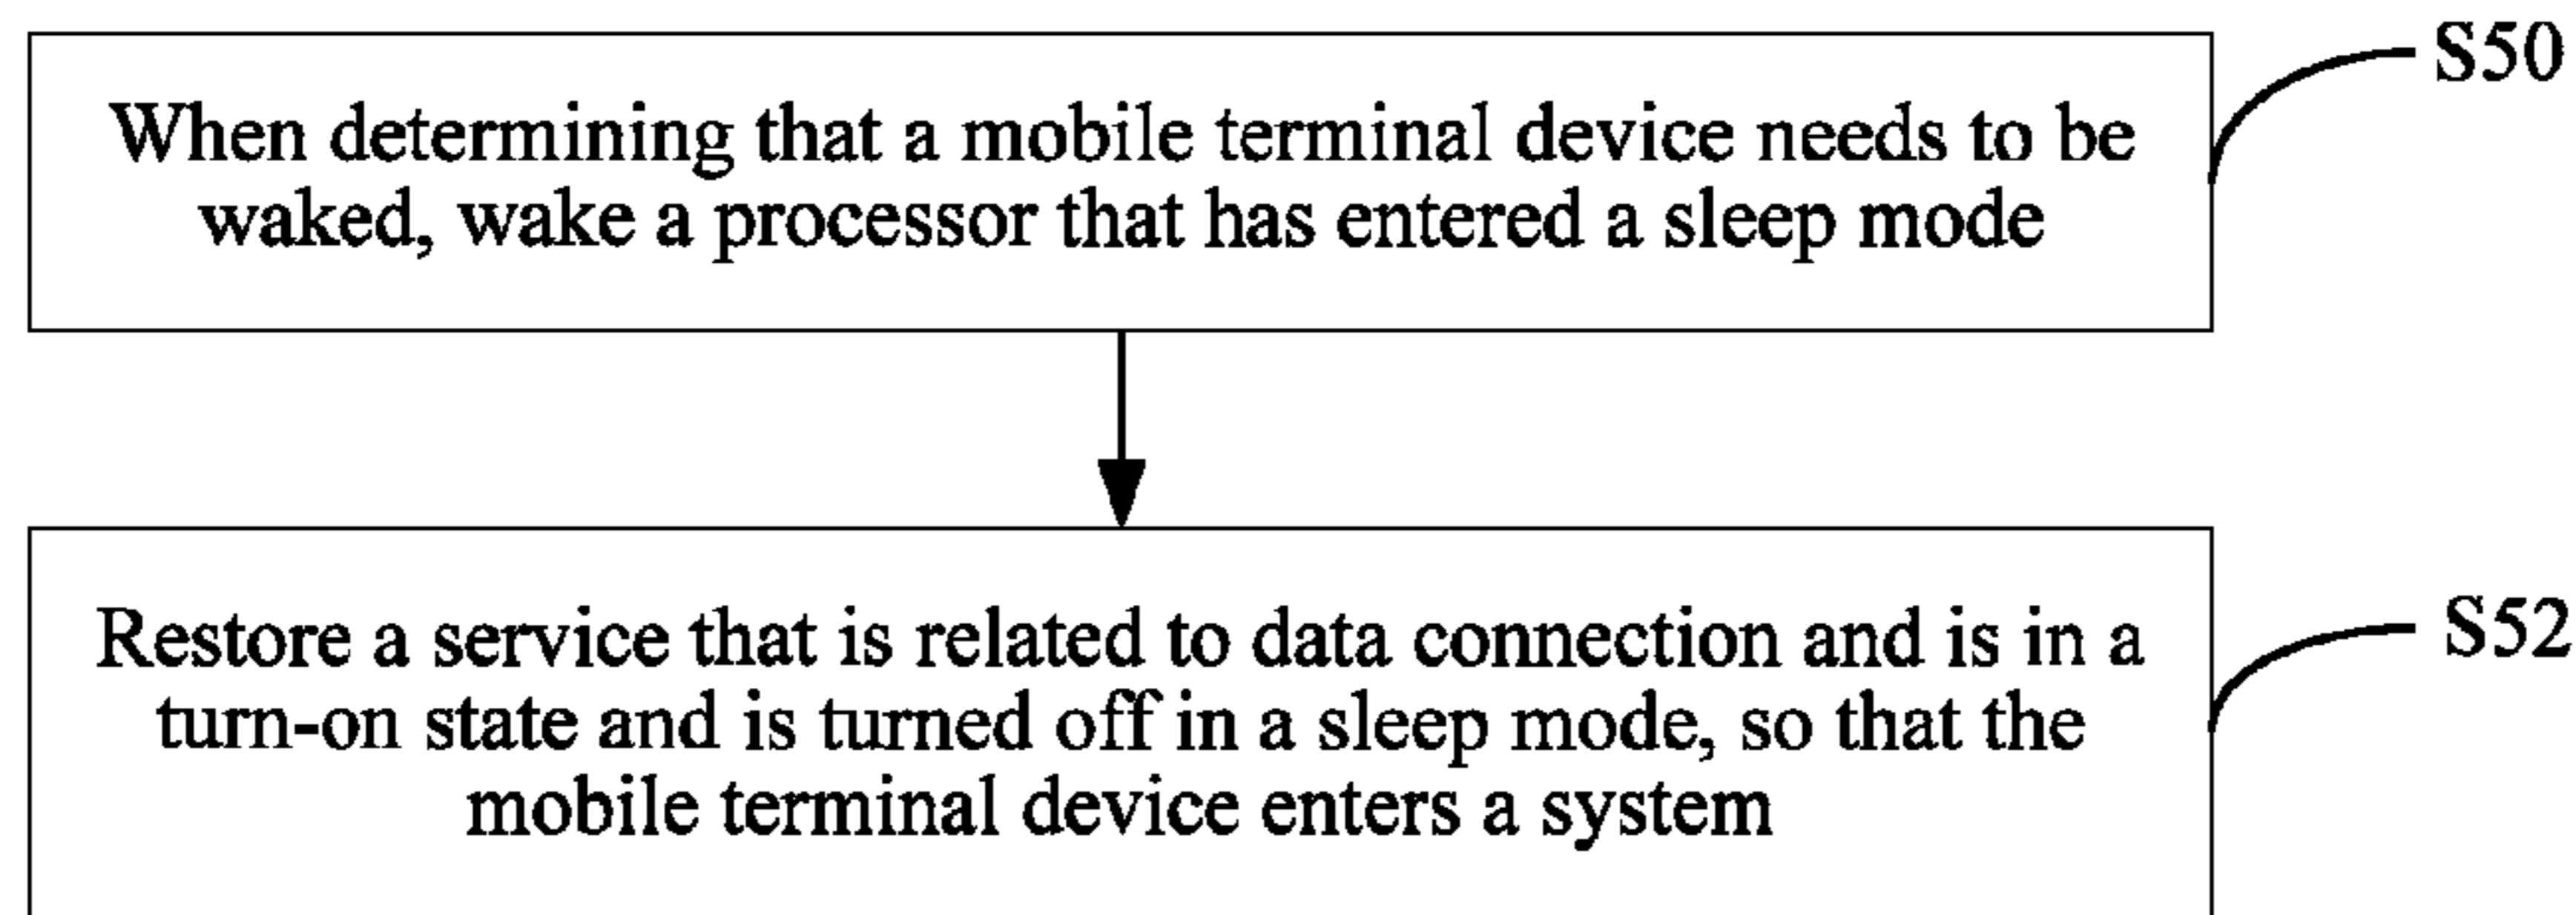 S50
When determining that a mobile terminal device needs to be
waked, wake a processor that has entered a sleep mode
S52
Restore a service that is related to data connection and is in a
turn-on state and is turned off in a sleep mode, so that the
mobile terminal device enters a system